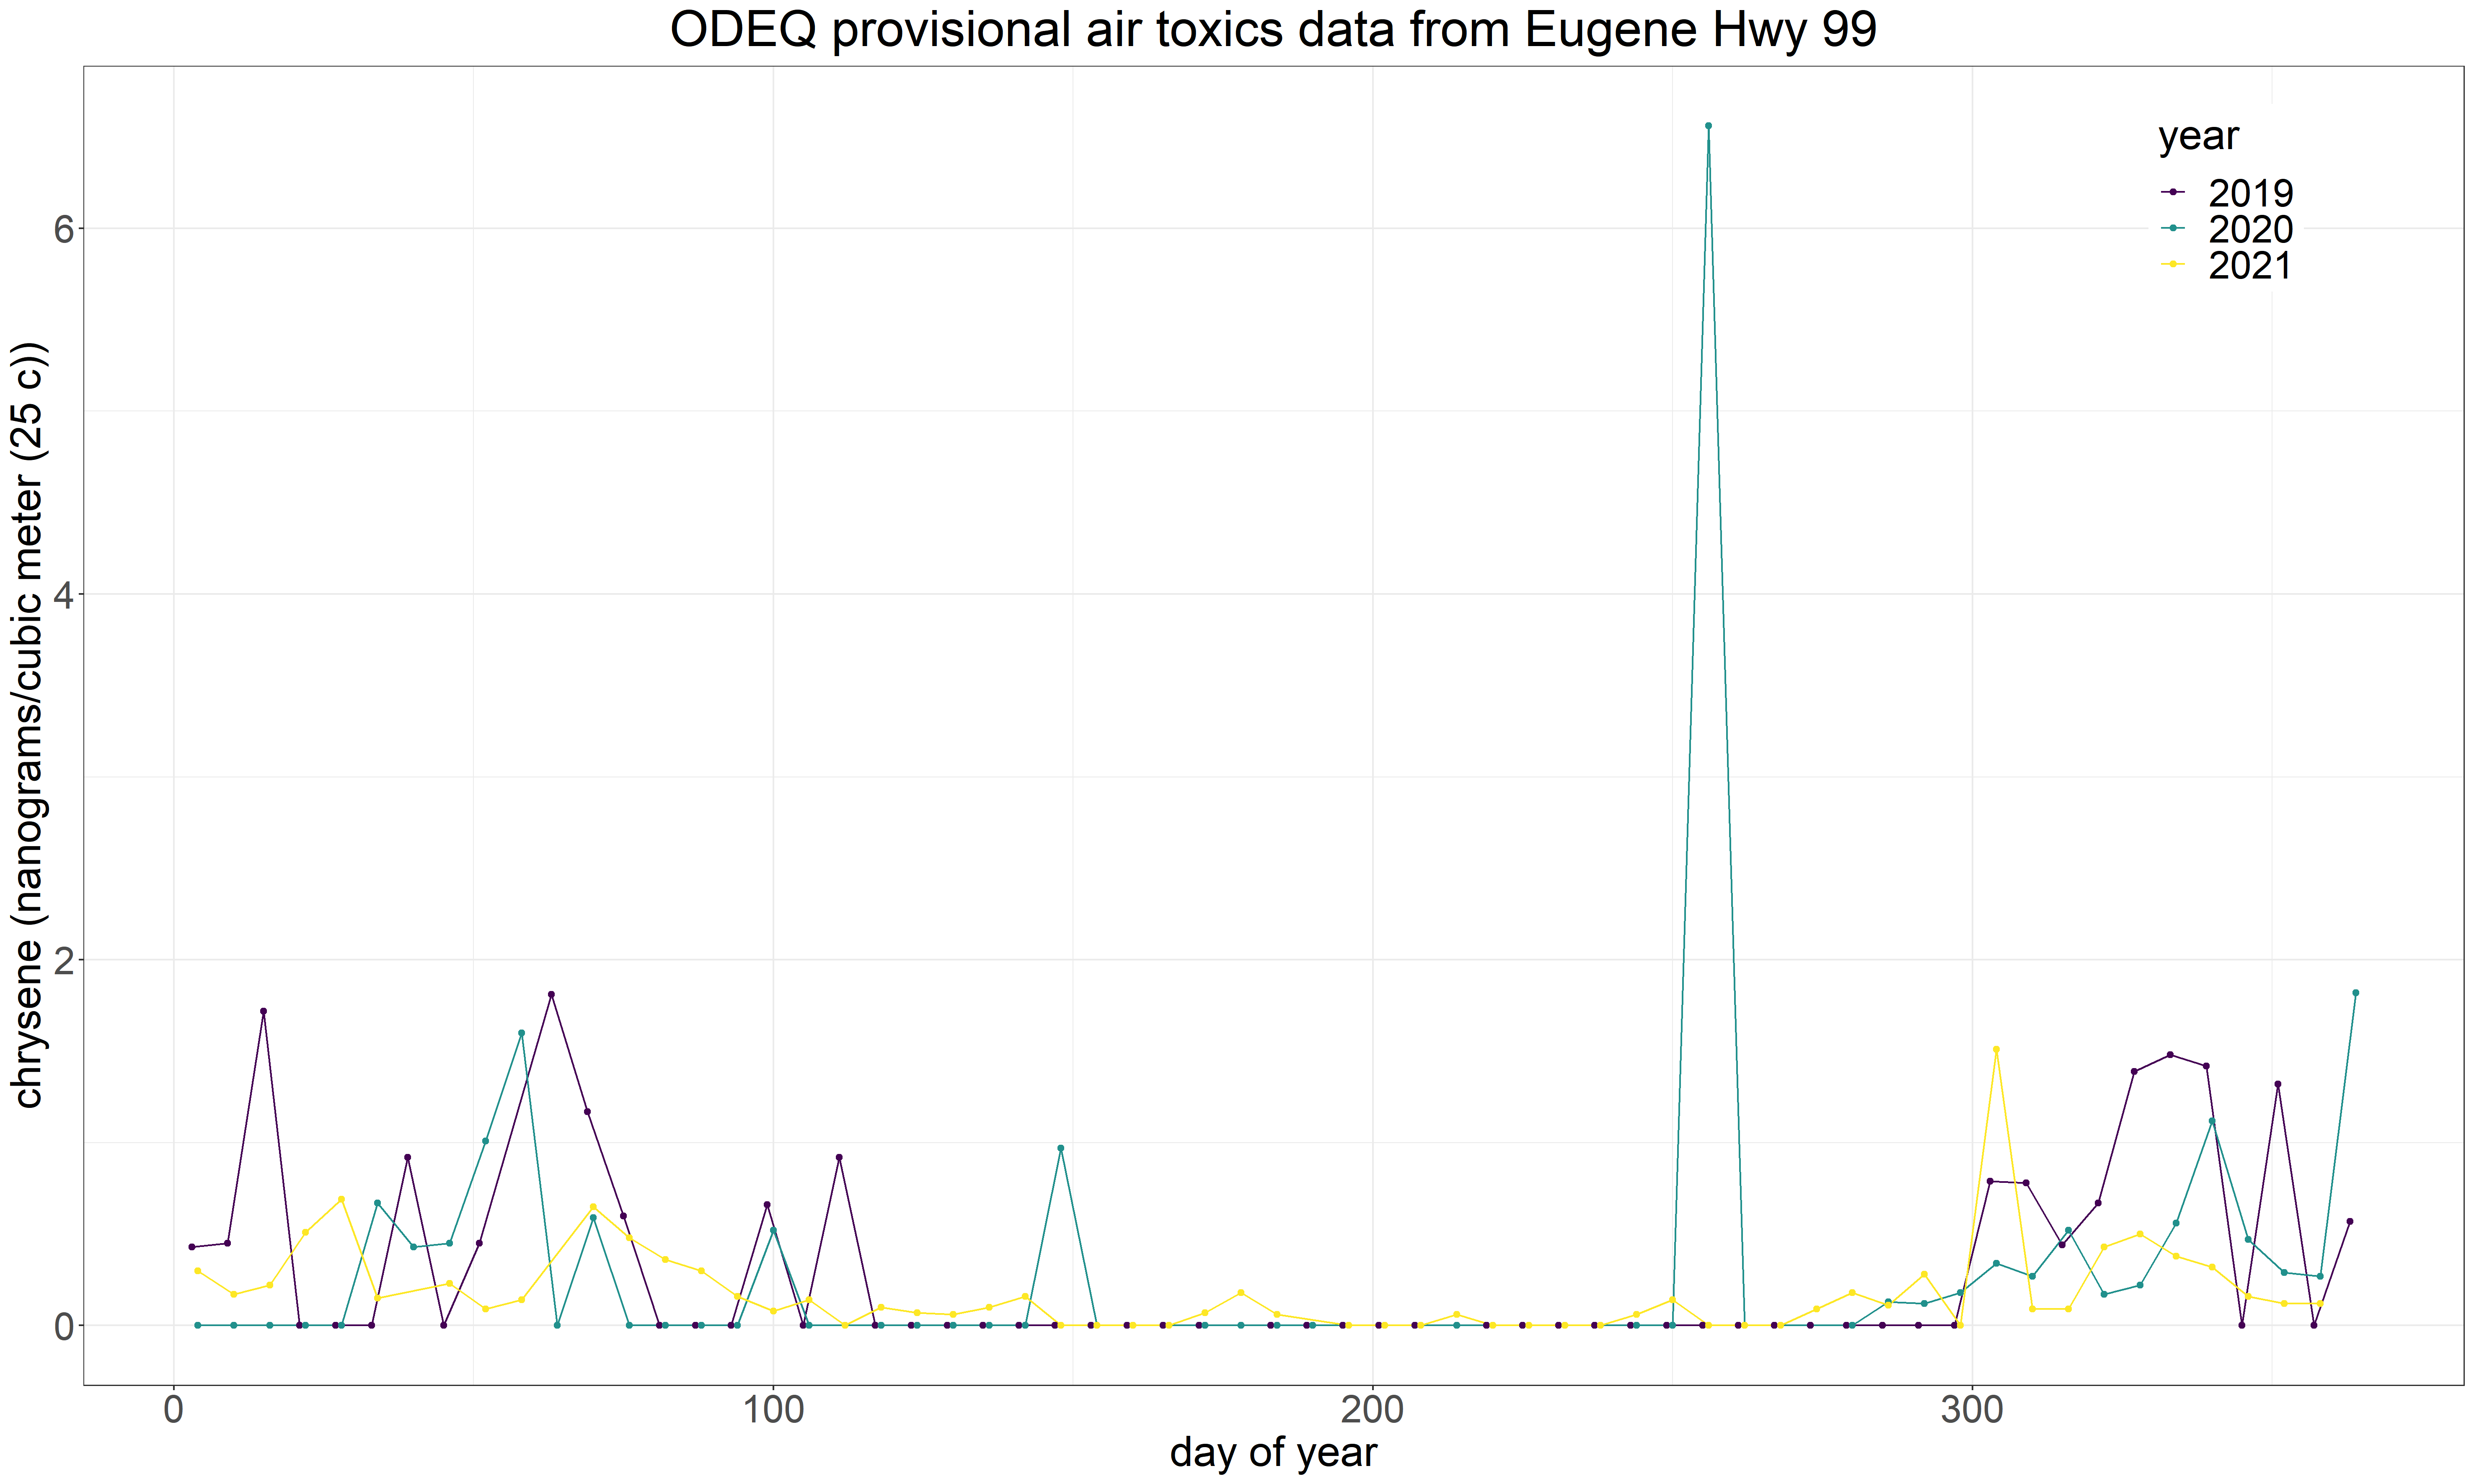 ODEQ provisional air toxics data from Eugene Hwy 99
year
2019
2020
2021
chrysene (nanograms/cubic meter (25 c))
6
4
2
0
0 100 200 300
day of year